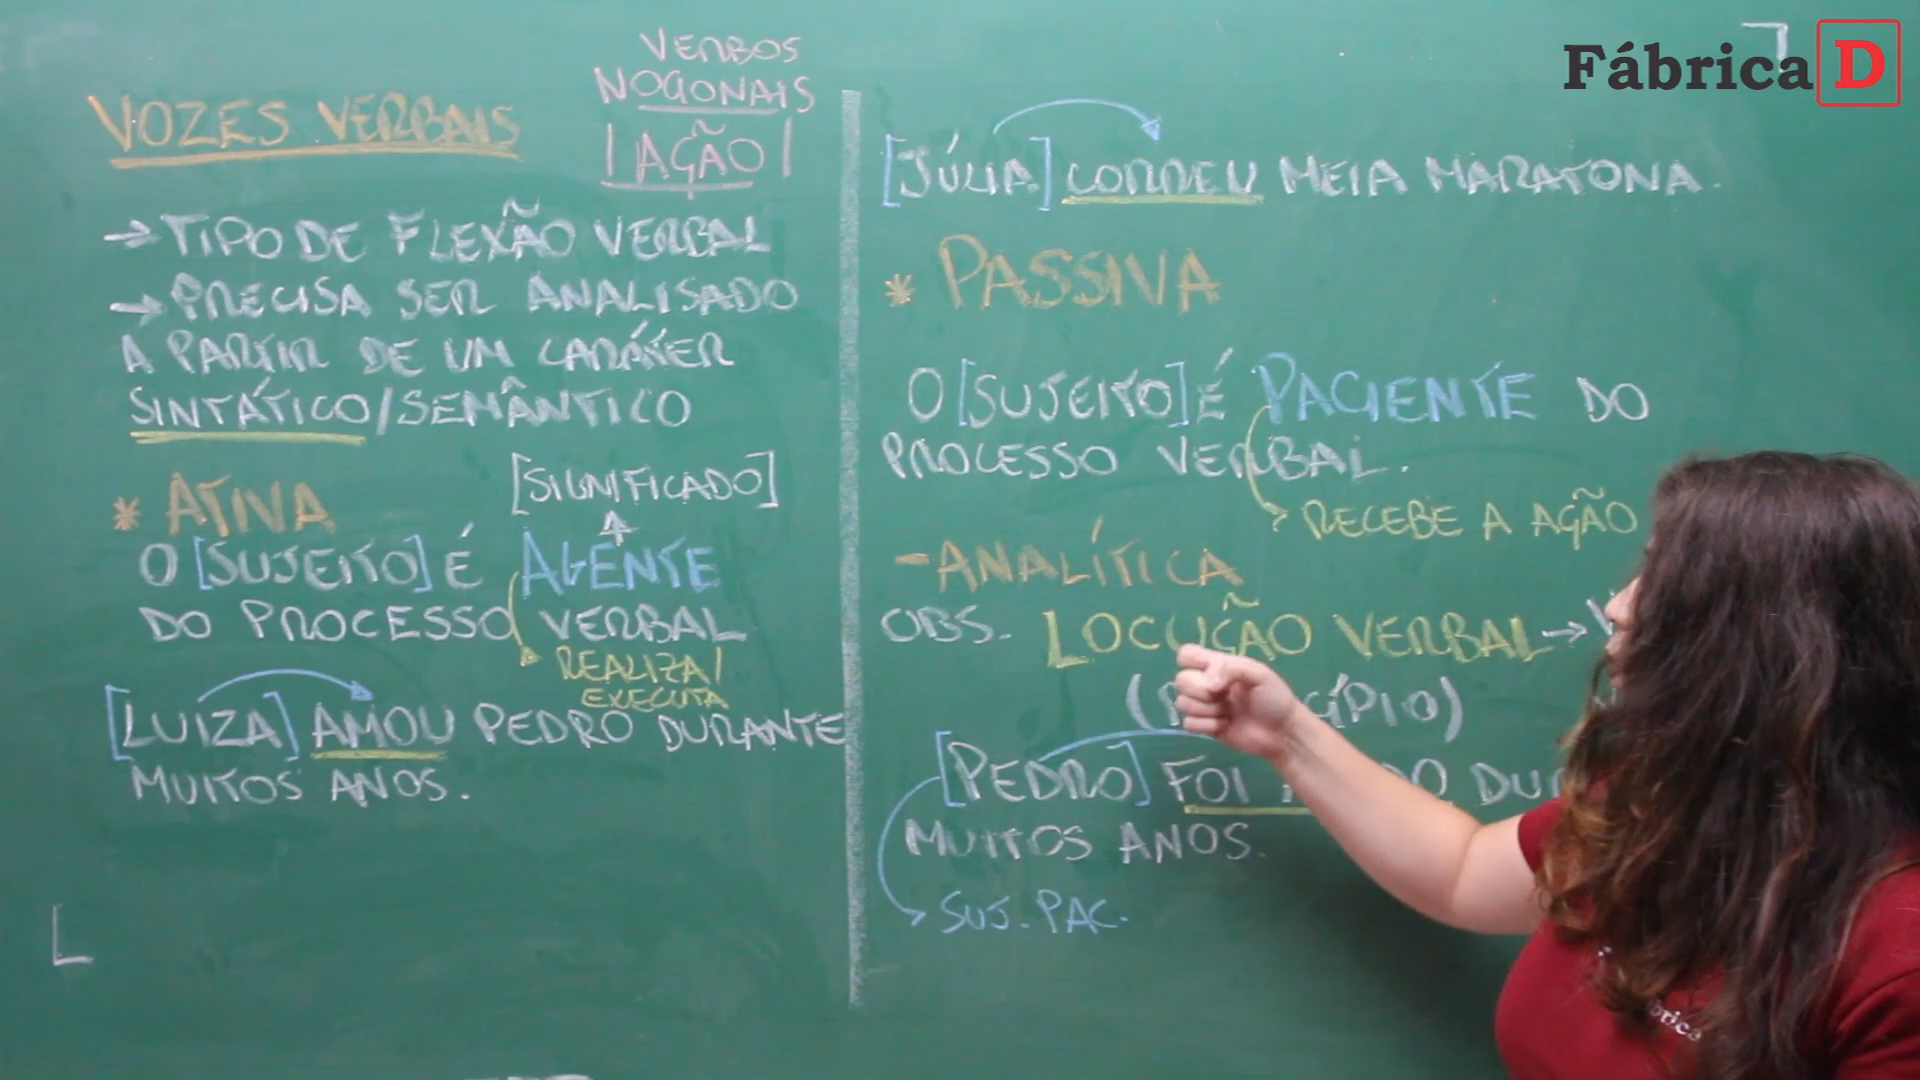 Fábrica D
VERBOS
NOCIONAIS
| AÇÃO |
VOZES VERBAIS
→ TIPO DE FLEXÃO VERBAL
→ PRECISA SER ANALISADO
A PARTIR DE UM CARÁTER
SINTÁTICO/SEMÂNTICO
[SIGNIFICADO]
* ATIVA
O [SUJEITO] É AGENTE
DO PROCESSO VERBAL
REALIZA/
EXECUTA
[LUIZA] AMOU PEDRO DURANTE
MUITOS ANOS.
[JÚLIA] CORREU MEIA MARATONA.
* PASSIVA
O [SUJEITO] É PACIENTE DO
PROCESSO VERBAL.
RECEBE A AÇÃO
- ANALÍTICA
OBS. LOCUÇÃO VERBAL →
[PEDRO] FOI
MUITOS ANOS.
SUJ. PAC.